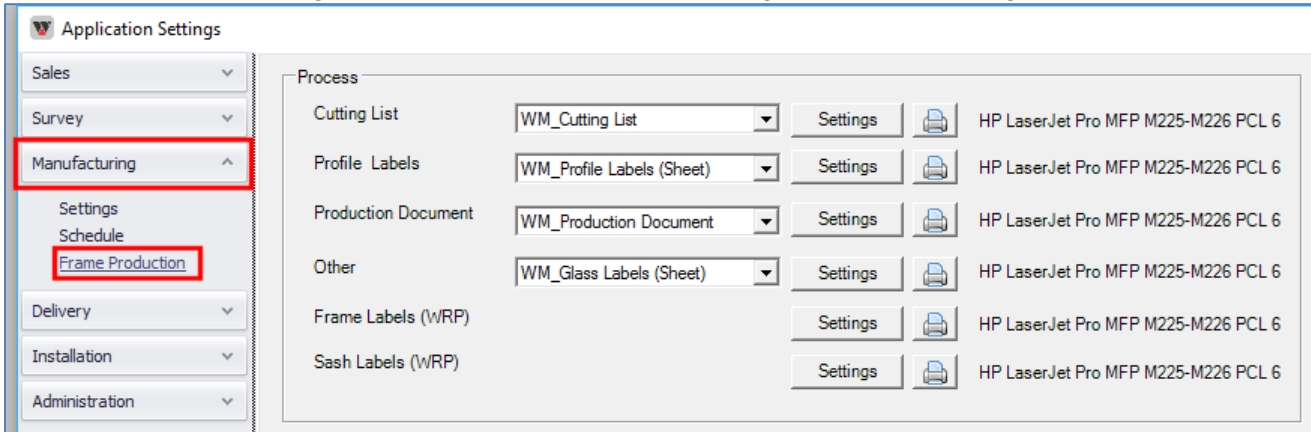 Application Settings
Sales
Survey
Manufacturing
Settings
Schedule
Frame Production
Delivery
Installation
Administration
Process
Cutting List WM_Cutting List Settings HP LaserJet Pro MFP M225-M226 PCL 6
Profile Labels WM_Profile Labels (Sheet) Settings HP LaserJet Pro MFP M225-M226 PCL 6
Production Document WM_Production Document Settings HP LaserJet Pro MFP M225-M226 PCL 6
Other WM_Glass Labels (Sheet) Settings HP LaserJet Pro MFP M225-M226 PCL 6
Frame Labels (WRP) Settings HP LaserJet Pro MFP M225-M226 PCL 6
Sash Labels (WRP) Settings HP LaserJet Pro MFP M225-M226 PCL 6